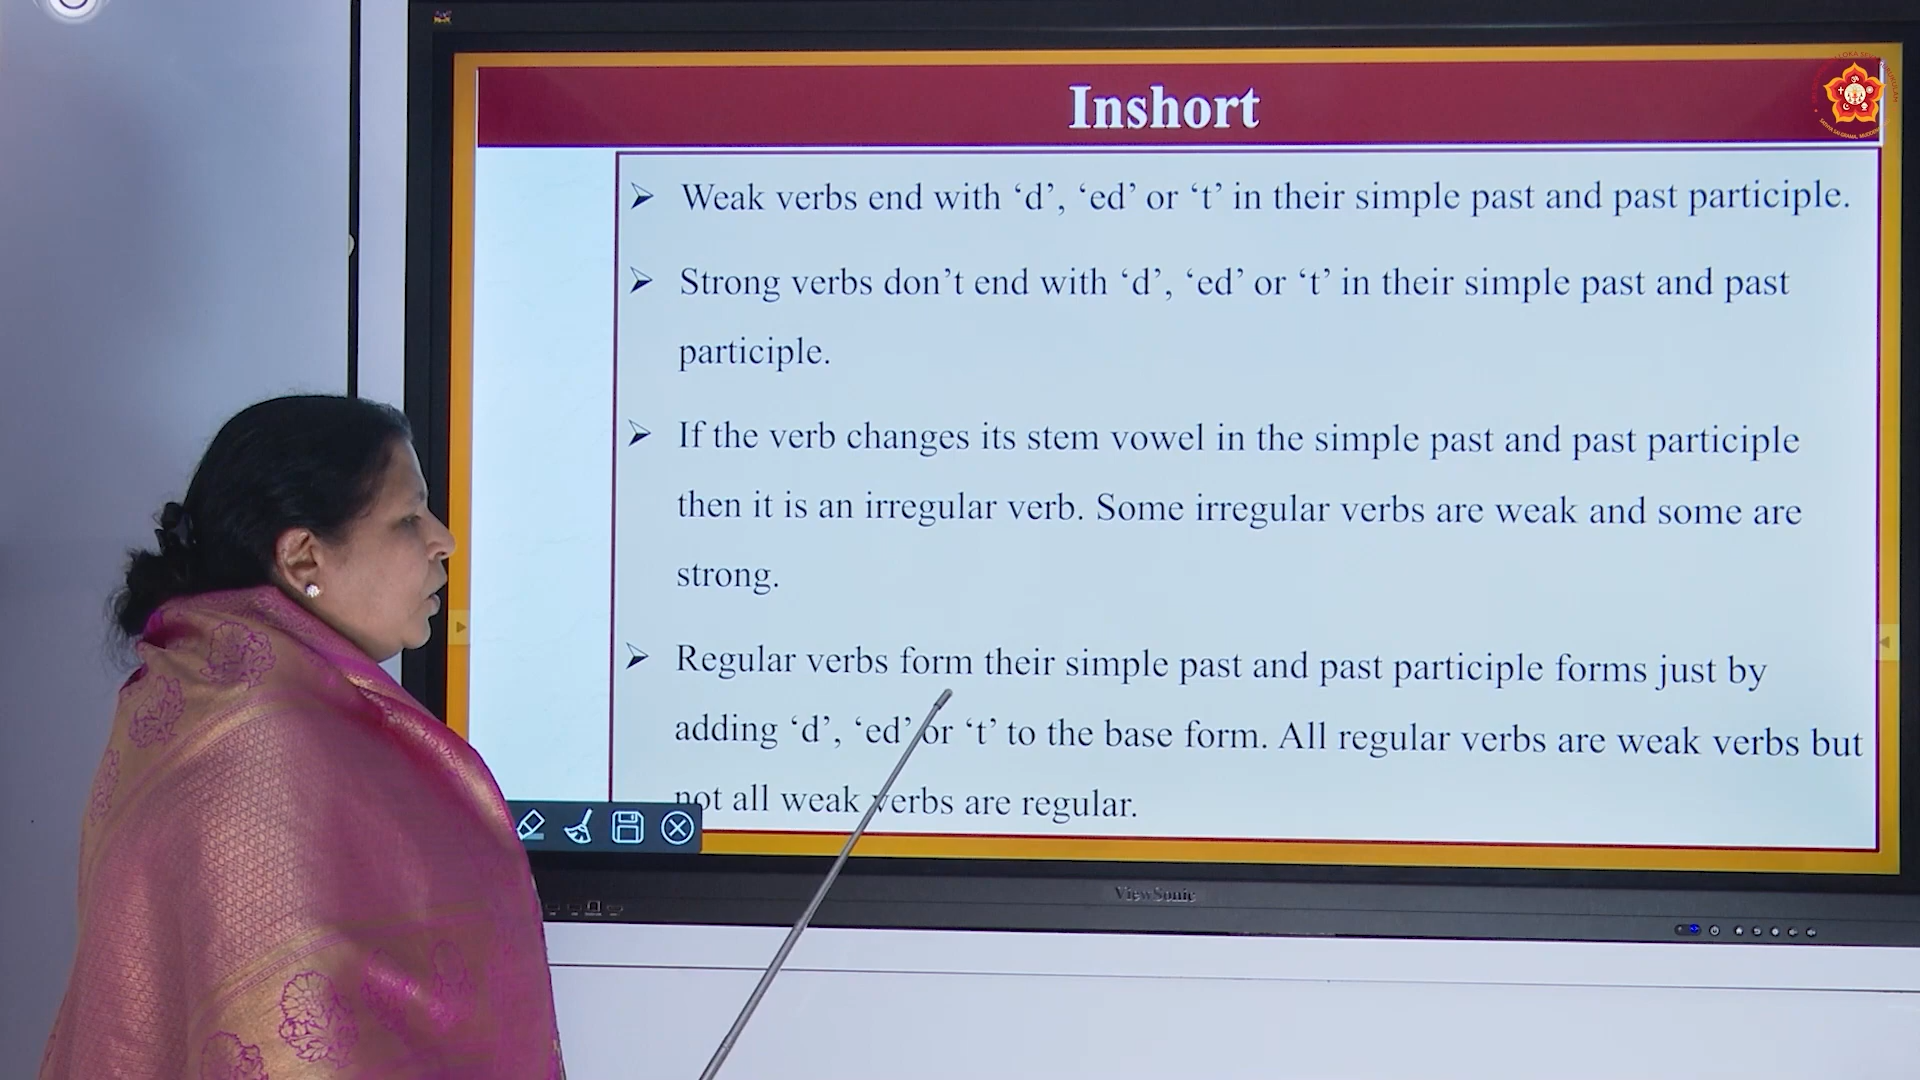 Inshort
➢ Weak verbs end with ‘d’, ‘ed’ or ‘t’ in their simple past and past participle.
➢ Strong verbs don’t end with ‘d’, ‘ed’ or ‘t’ in their simple past and past
participle.
➢ If the verb changes its stem vowel in the simple past and past participle
then it is an irregular verb. Some irregular verbs are weak and some are
strong.
➢ Regular verbs form their simple past and past participle forms just by
adding ‘d’, ‘ed’ or ‘t’ to the base form. All regular verbs are weak verbs but
not all weak verbs are regular.
ViewSonic